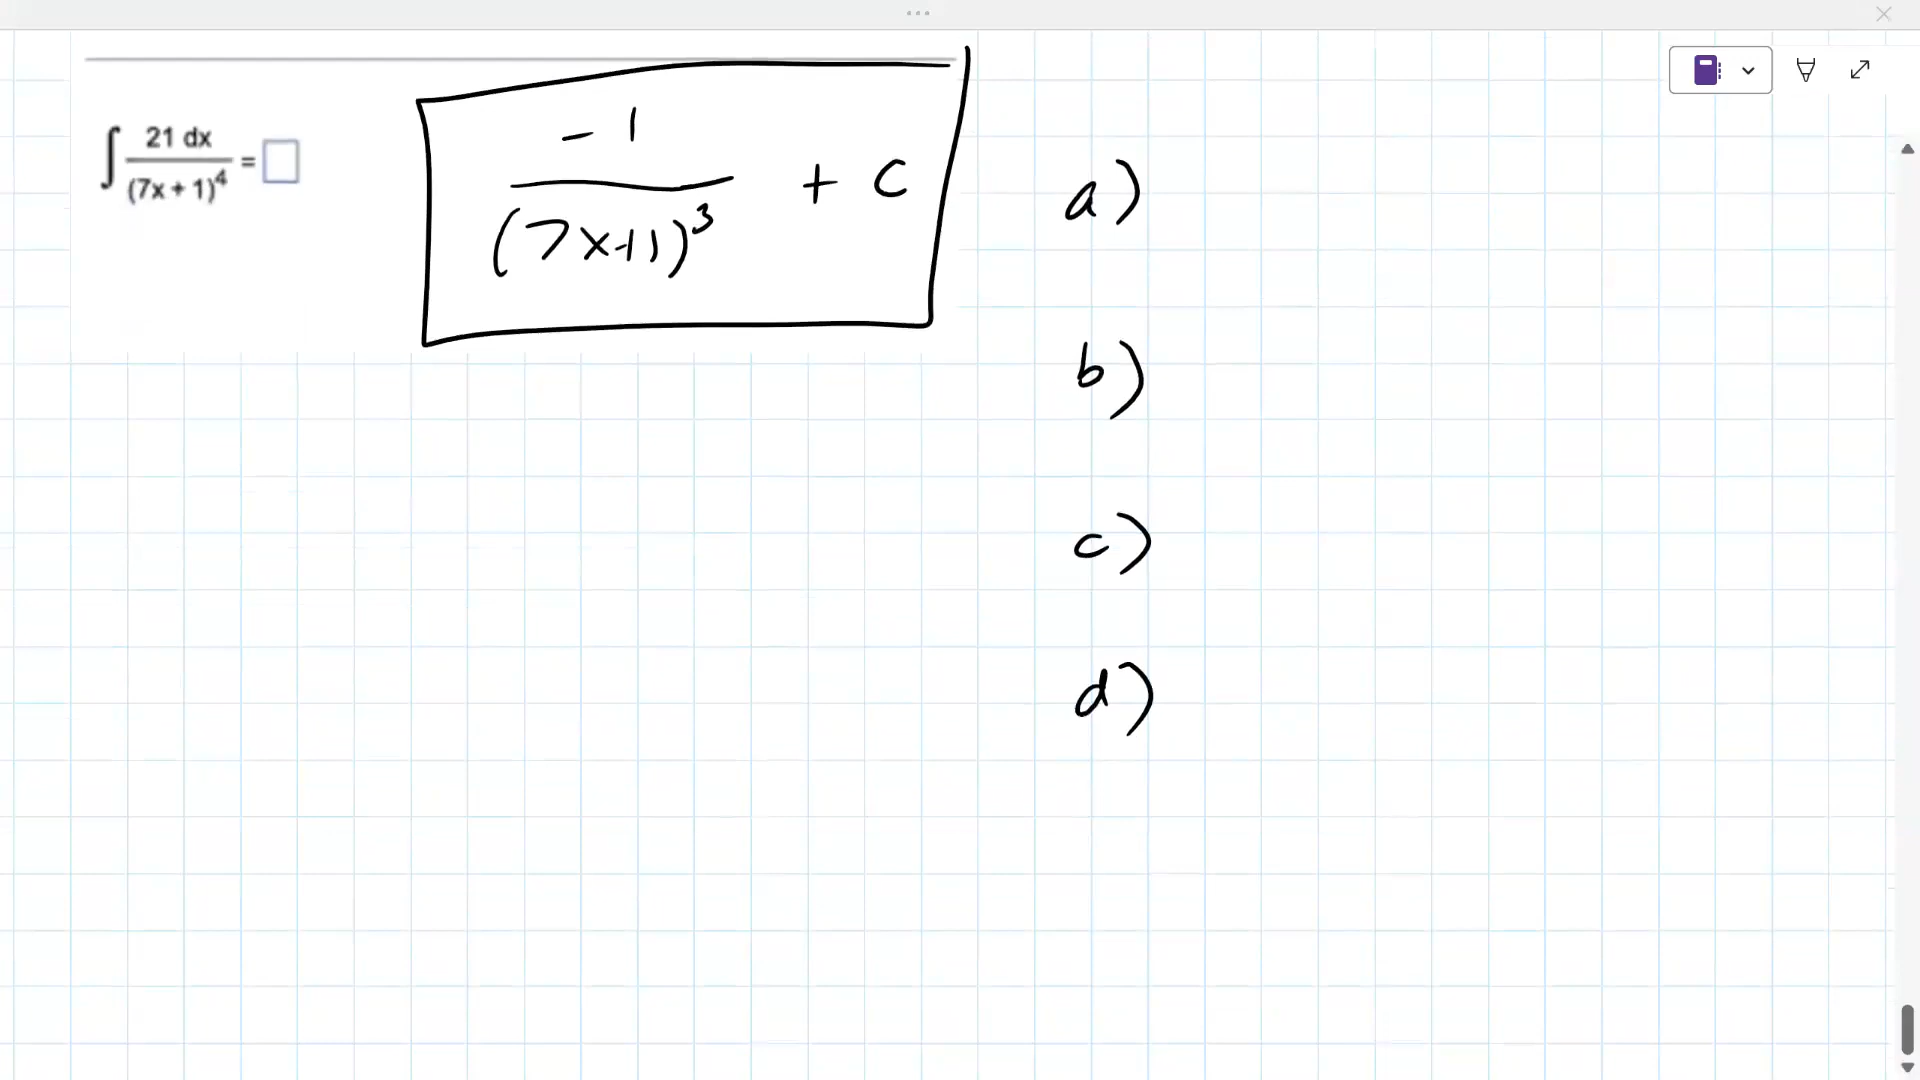 ∫ 21 dx / (7x + 1)^4 = □
-1 / (7x+1)^3 + C
a)
b)
c)
d)